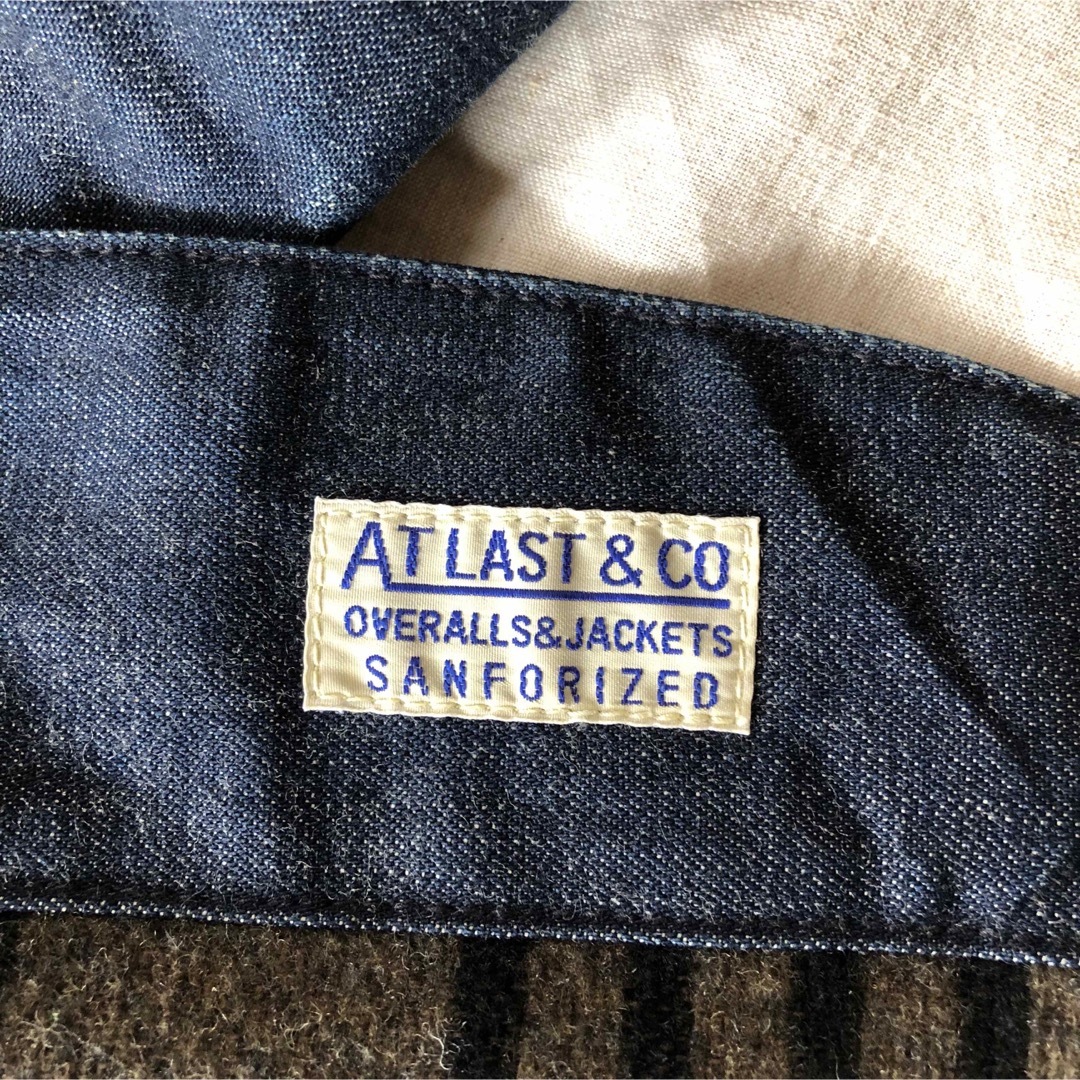 AT LAST & CO
OVERALLS&JACKETS
SANFORIZED